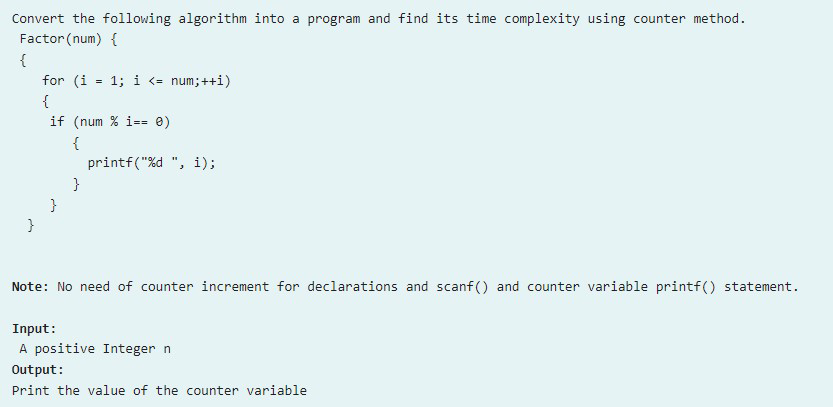 Convert the following algorithm into a program and find its time complexity using counter method.
Factor(num) {
{
for (i = 1; i <= num;++i)
{
if (num % i== 0)
{
printf("%d ", i);
}
}
}
Note: No need of counter increment for declarations and scanf() and counter variable printf() statement.
Input:
A positive Integer n
Output:
Print the value of the counter variable